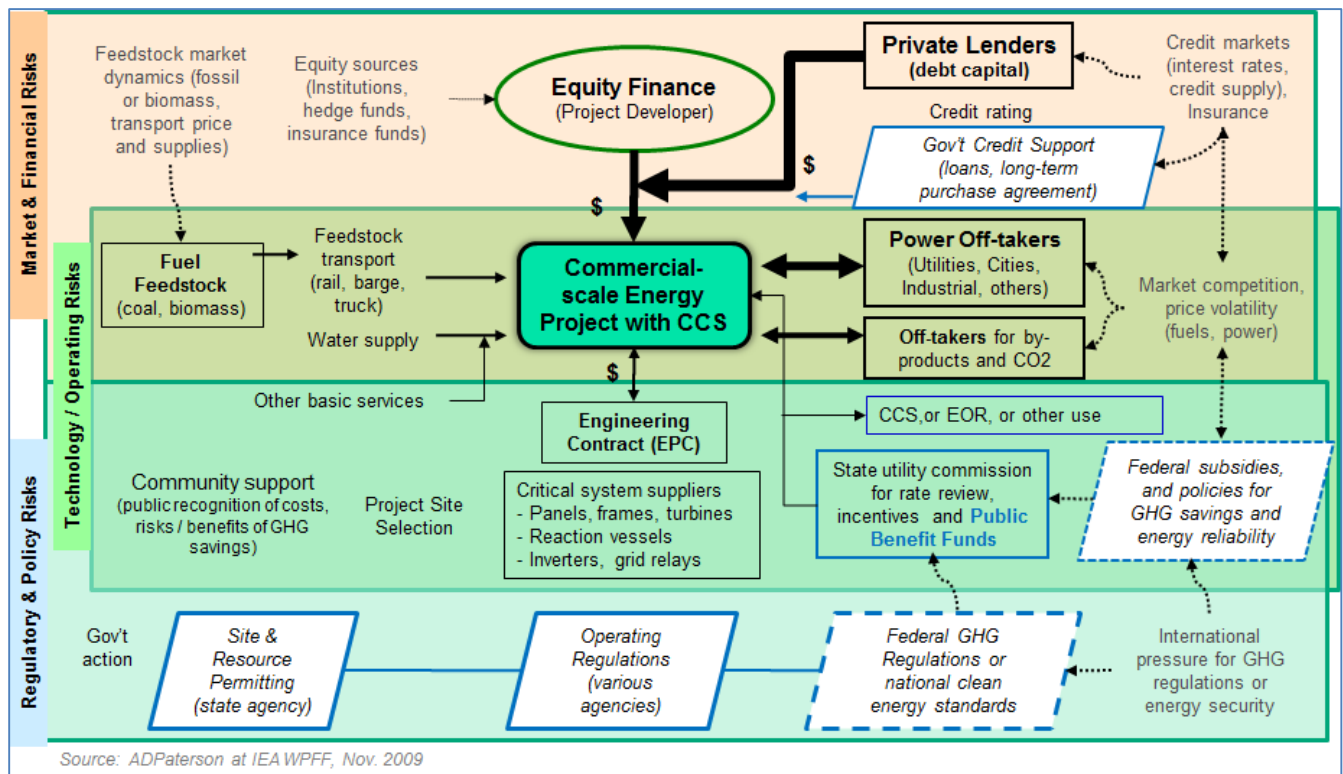 Market & Financial Risks
Technology / Operating Risks
Regulatory & Policy Risks
Feedstock market
dynamics (fossil
or biomass,
transport price
and supplies)
Equity sources
(Institutions,
hedge funds,
insurance funds)
Equity Finance
(Project Developer)
Private Lenders
(debt capital)
Credit markets
(interest rates,
credit supply),
Insurance
Credit rating
Gov't Credit Support
(loans, long-term
purchase agreement)
$
$
Fuel
Feedstock
(coal, biomass)
Feedstock
transport
(rail, barge,
truck)
Water supply
Other basic services
Commercial-
scale Energy
Project with CCS
Power Off-takers
(Utilities, Cities,
Industrial, others)
Off-takers for by-
products and CO2
Market competition,
price volatility
(fuels, power)
$
Engineering
Contract (EPC)
CCS,or EOR, or other use
Community support
(public recognition of costs,
risks / benefits of GHG
savings)
Project Site
Selection
Critical system suppliers
- Panels, frames, turbines
- Reaction vessels
- Inverters, grid relays
State utility commission
for rate review,
incentives and Public
Benefit Funds
Federal subsidies,
and policies for
GHG savings and
energy reliability
Gov't
action
Site &
Resource
Permitting
(state agency)
Operating
Regulations
(various
agencies)
Federal GHG
Regulations or
national clean
energy standards
International
pressure for GHG
regulations or
energy security
Source: ADPaterson at IEA WPFF, Nov. 2009